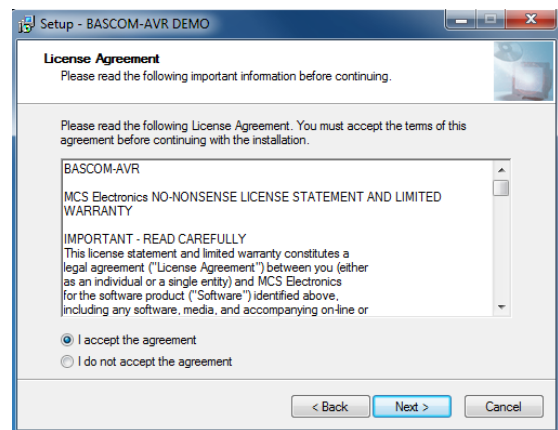 Setup - BASCOM-AVR DEMO
License Agreement
Please read the following important information before continuing.
Please read the following License Agreement. You must accept the terms of this
agreement before continuing with the installation.
BASCOM-AVR
MCS Electronics NO-NONSENSE LICENSE STATEMENT AND LIMITED
WARRANTY
IMPORTANT - READ CAREFULLY
This license statement and limited warranty constitutes a
legal agreement ("License Agreement") between you (either
as an individual or a single entity) and MCS Electronics
for the software product ("Software") identified above,
including any software, media, and accompanying on-line or
I accept the agreement
I do not accept the agreement
< Back Next > Cancel